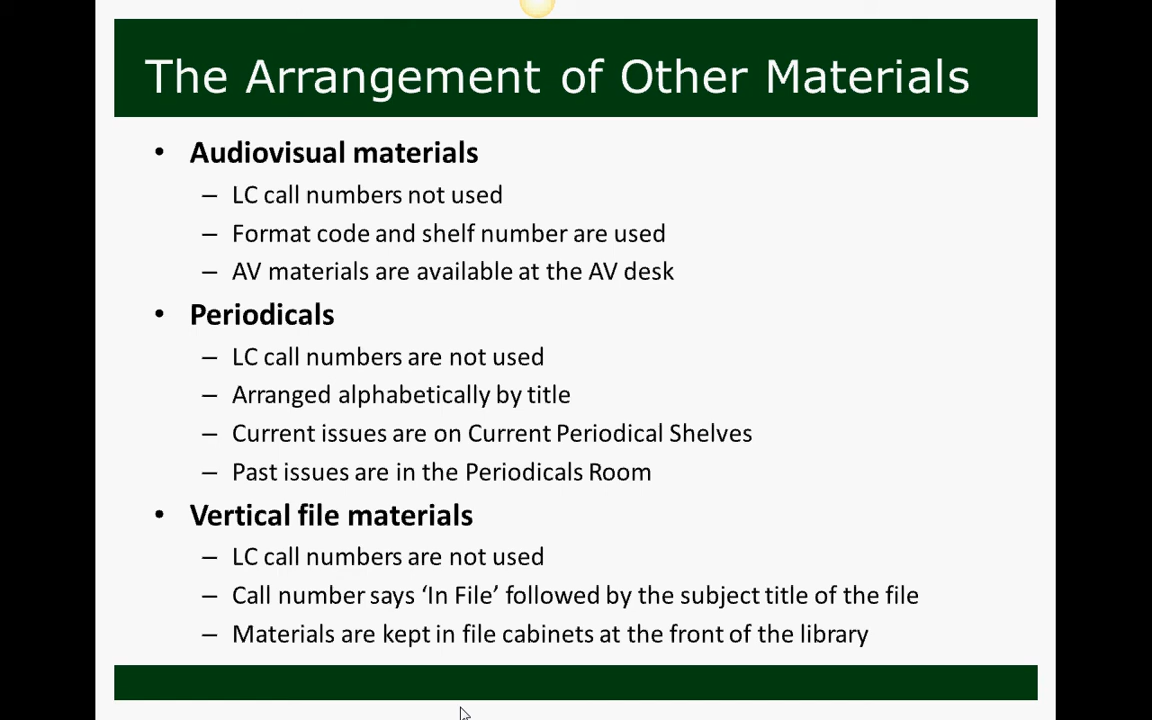 The Arrangement of Other Materials
• Audiovisual materials
– LC call numbers not used
– Format code and shelf number are used
– AV materials are available at the AV desk
• Periodicals
– LC call numbers are not used
– Arranged alphabetically by title
– Current issues are on Current Periodical Shelves
– Past issues are in the Periodicals Room
• Vertical file materials
– LC call numbers are not used
– Call number says ‘In File’ followed by the subject title of the file
– Materials are kept in file cabinets at the front of the library